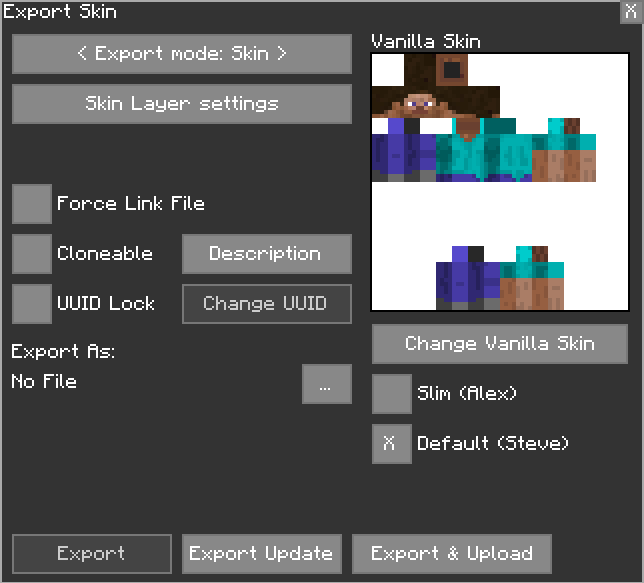 Export Skin
X
< Export mode: Skin >
Vanilla Skin
Skin Layer settings
Force Link File
Cloneable
Description
UUID Lock
Change UUID
Export As:
No File
...
Change Vanilla Skin
Slim (Alex)
X
Default (Steve)
Export
Export Update
Export & Upload